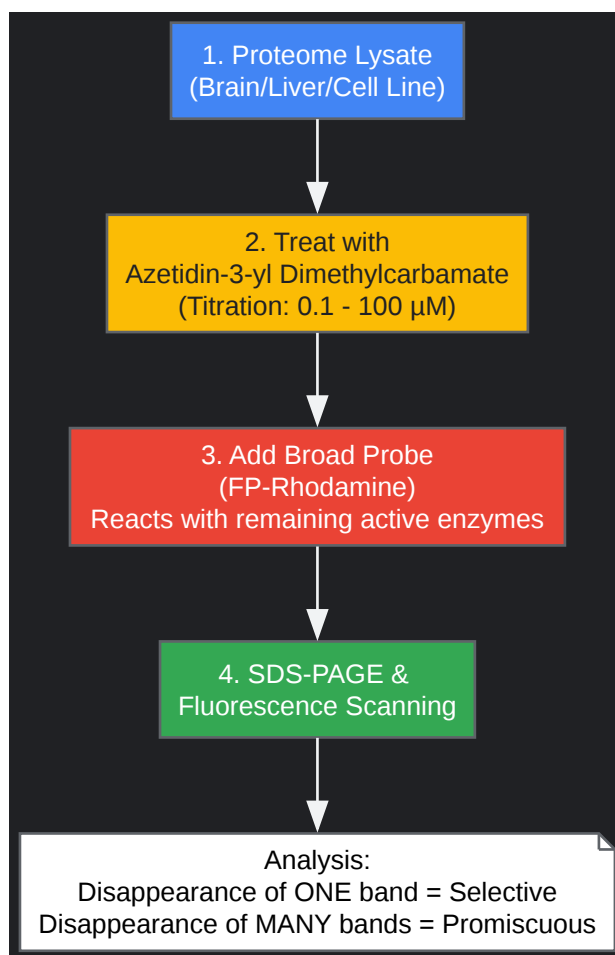 1. Proteome Lysate
(Brain/Liver/Cell Line)
2. Treat with
Azetidin-3-yl Dimethylcarbamate
(Titration: 0.1 - 100 µM)
3. Add Broad Probe
(FP-Rhodamine)
Reacts with remaining active enzymes
4. SDS-PAGE &
Fluorescence Scanning
Analysis:
Disappearance of ONE band = Selective
Disappearance of MANY bands = Promiscuous